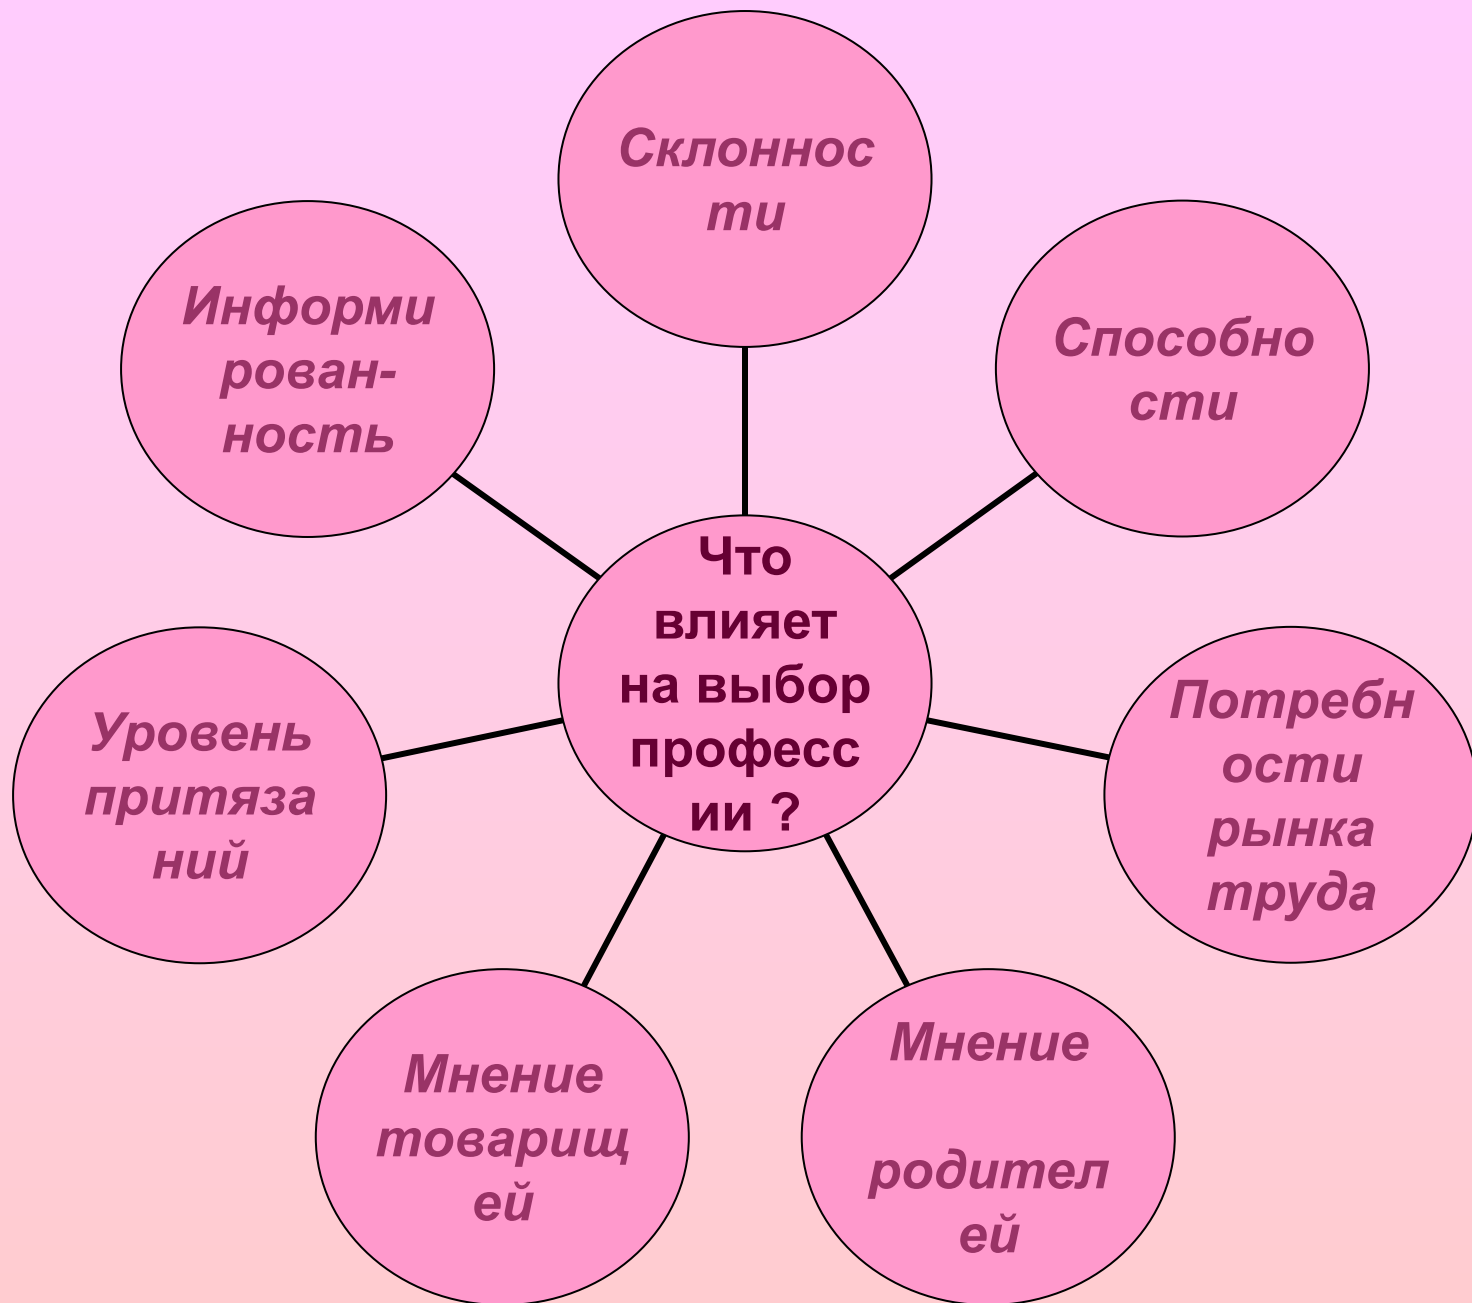 Склоннос
ти
Способно
сти
Потребн
ости
рынка
труда
Мнение
родител
ей
Мнение
товарищ
ей
Уровень
притяза
ний
Информи
рован-
ность
Что
влияет
на выбор
професс
ии ?